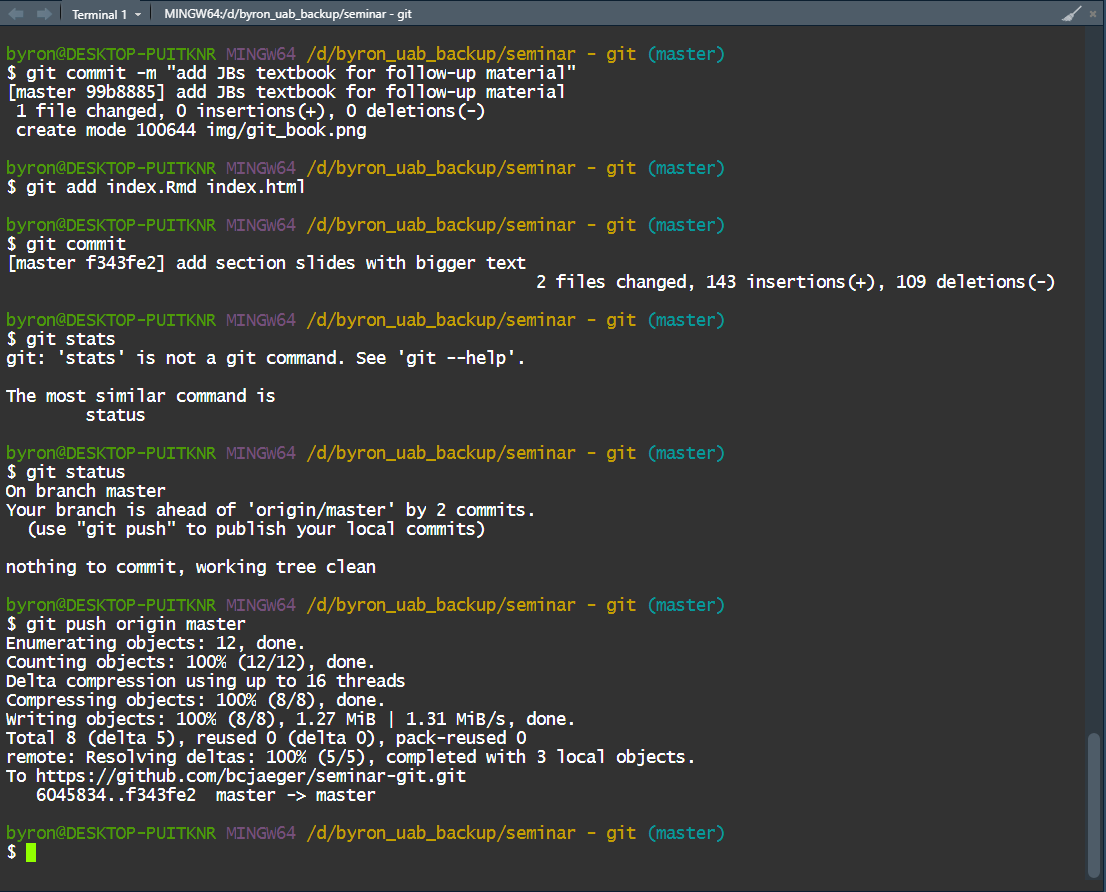 Terminal 1 MINGW64:/d/byron_uab_backup/seminar - git
byron@DESKTOP-PUITKNR MINGW64 /d/byron_uab_backup/seminar - git (master)
$ git commit -m "add JBs textbook for follow-up material"
[master 99b8885] add JBs textbook for follow-up material
 1 file changed, 0 insertions(+), 0 deletions(-)
 create mode 100644 img/git_book.png
byron@DESKTOP-PUITKNR MINGW64 /d/byron_uab_backup/seminar - git (master)
$ git add index.Rmd index.html
byron@DESKTOP-PUITKNR MINGW64 /d/byron_uab_backup/seminar - git (master)
$ git commit
[master f343fe2] add section slides with bigger text
2 files changed, 143 insertions(+), 109 deletions(-)
byron@DESKTOP-PUITKNR MINGW64 /d/byron_uab_backup/seminar - git (master)
$ git stats
git: 'stats' is not a git command. See 'git --help'.
The most similar command is
        status
byron@DESKTOP-PUITKNR MINGW64 /d/byron_uab_backup/seminar - git (master)
$ git status
On branch master
Your branch is ahead of 'origin/master' by 2 commits.
  (use "git push" to publish your local commits)
nothing to commit, working tree clean
byron@DESKTOP-PUITKNR MINGW64 /d/byron_uab_backup/seminar - git (master)
$ git push origin master
Enumerating objects: 12, done.
Counting objects: 100% (12/12), done.
Delta compression using up to 16 threads
Compressing objects: 100% (8/8), done.
Writing objects: 100% (8/8), 1.27 MiB | 1.31 MiB/s, done.
Total 8 (delta 5), reused 0 (delta 0), pack-reused 0
remote: Resolving deltas: 100% (5/5), completed with 3 local objects.
To https://github.com/bcjaeger/seminar-git.git
   6045834..f343fe2  master -> master
byron@DESKTOP-PUITKNR MINGW64 /d/byron_uab_backup/seminar - git (master)
$